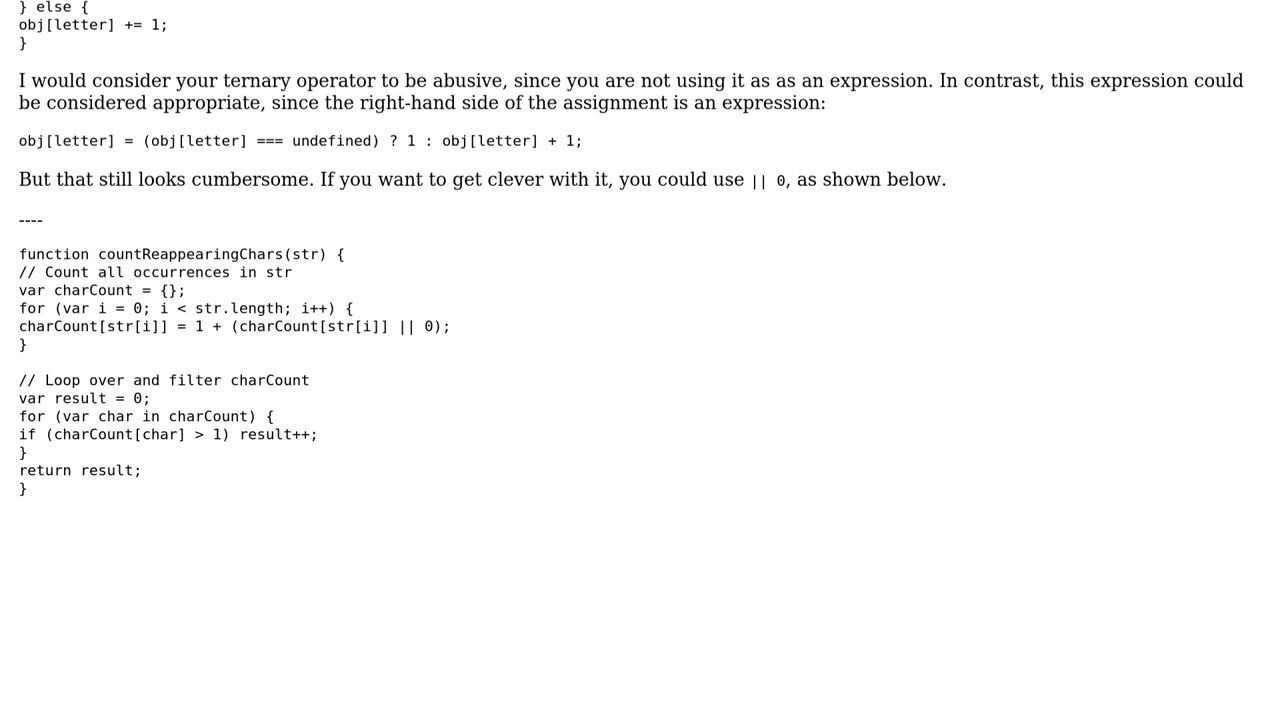 } else {
obj[letter] += 1;
}
I would consider your ternary operator to be abusive, since you are not using it as as an expression. In contrast, this expression could
be considered appropriate, since the right-hand side of the assignment is an expression:
obj[letter] = (obj[letter] === undefined) ? 1 : obj[letter] + 1;
But that still looks cumbersome. If you want to get clever with it, you could use || 0, as shown below.
----
function countReappearingChars(str) {
// Count all occurrences in str
var charCount = {};
for (var i = 0; i < str.length; i++) {
charCount[str[i]] = 1 + (charCount[str[i]] || 0);
}
// Loop over and filter charCount
var result = 0;
for (var char in charCount) {
if (charCount[char] > 1) result++;
}
return result;
}